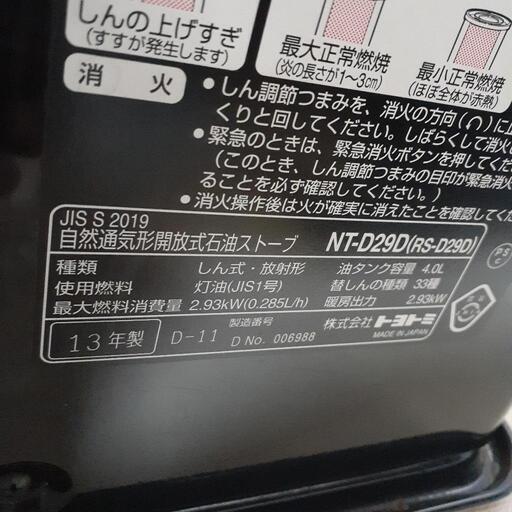 しんの上げすぎ
(すすが発生します)
最大正常燃焼
(炎の長さが1～3cm)
最小正常燃焼
(ほぼ全体が赤熱)
消火
●しん調節つまみを、消火の方向(
くりと回してください。しばらくして消火
●緊急のときは、緊急消火ボタンを押してくだ
(このとき、しん調節つまみの目印が緊急消
ることを必ず確認してください。)
●消火操作後は火が確実に消えたことを確認
JIS S 2019
自然通気形開放式石油ストーブ NT-D29D(RS-D29D)
種類 しん式・放射形 油タンク容量 4.0L
使用燃料 灯油(JIS1号) 替しんの種類 33種
最大燃料消費量 2.93kW(0.285L/h) 暖房出力 2.93kW
13年製 D-11 製造番号 D No. 006988 株式会社トヨトミ
MADE IN JAPAN
PS
C